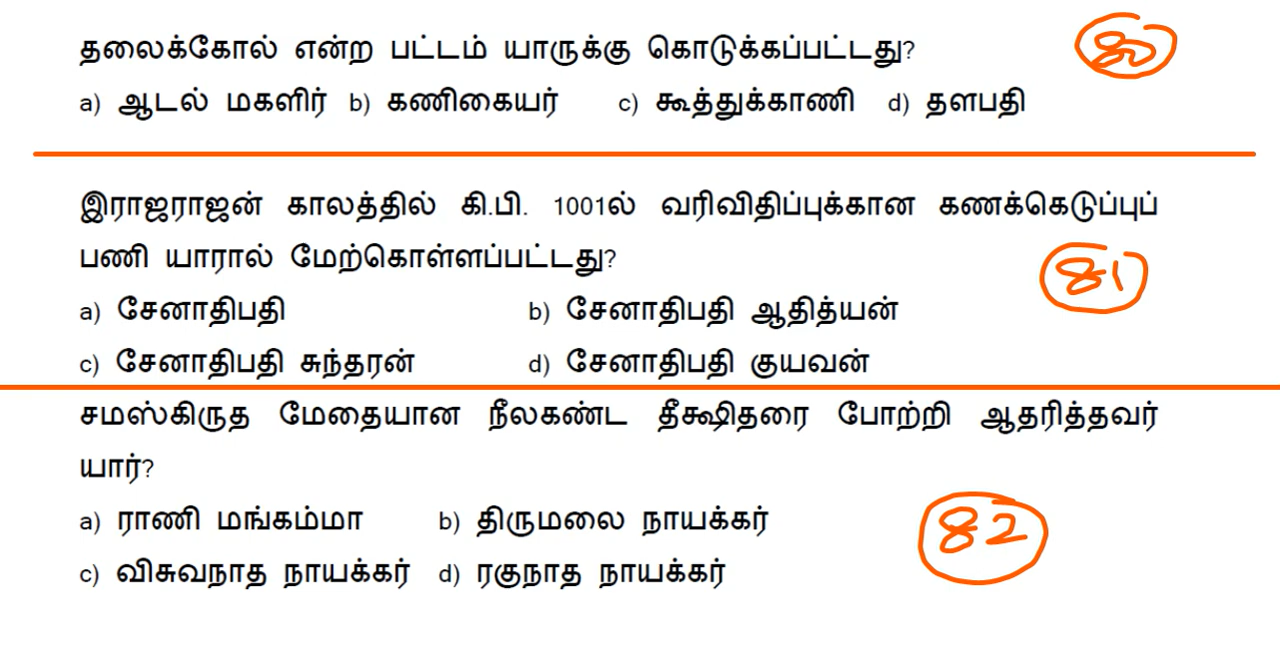 தலைக்கோல் என்ற பட்டம் யாருக்கு கொடுக்கப்பட்டது?
80
a) ஆடல் மகளிர் b) கணிகையர் c) கூத்துக்காணி d) தளபதி
இராஜராஜன் காலத்தில் கி.பி. 1001ல் வரிவிதிப்புக்கான கணக்கெடுப்புப்
பணி யாரால் மேற்கொள்ளப்பட்டது?
81
a) சேனாதிபதி b) சேனாதிபதி ஆதித்யன்
c) சேனாதிபதி சுந்தரன் d) சேனாதிபதி குயவன்
சமஸ்கிருத மேதையான நீலகண்ட தீக்ஷிதரை போற்றி ஆதரித்தவர்
யார்?
a) ராணி மங்கம்மா b) திருமலை நாயக்கர்
82
c) விசுவநாத நாயக்கர் d) ரகுநாத நாயக்கர்